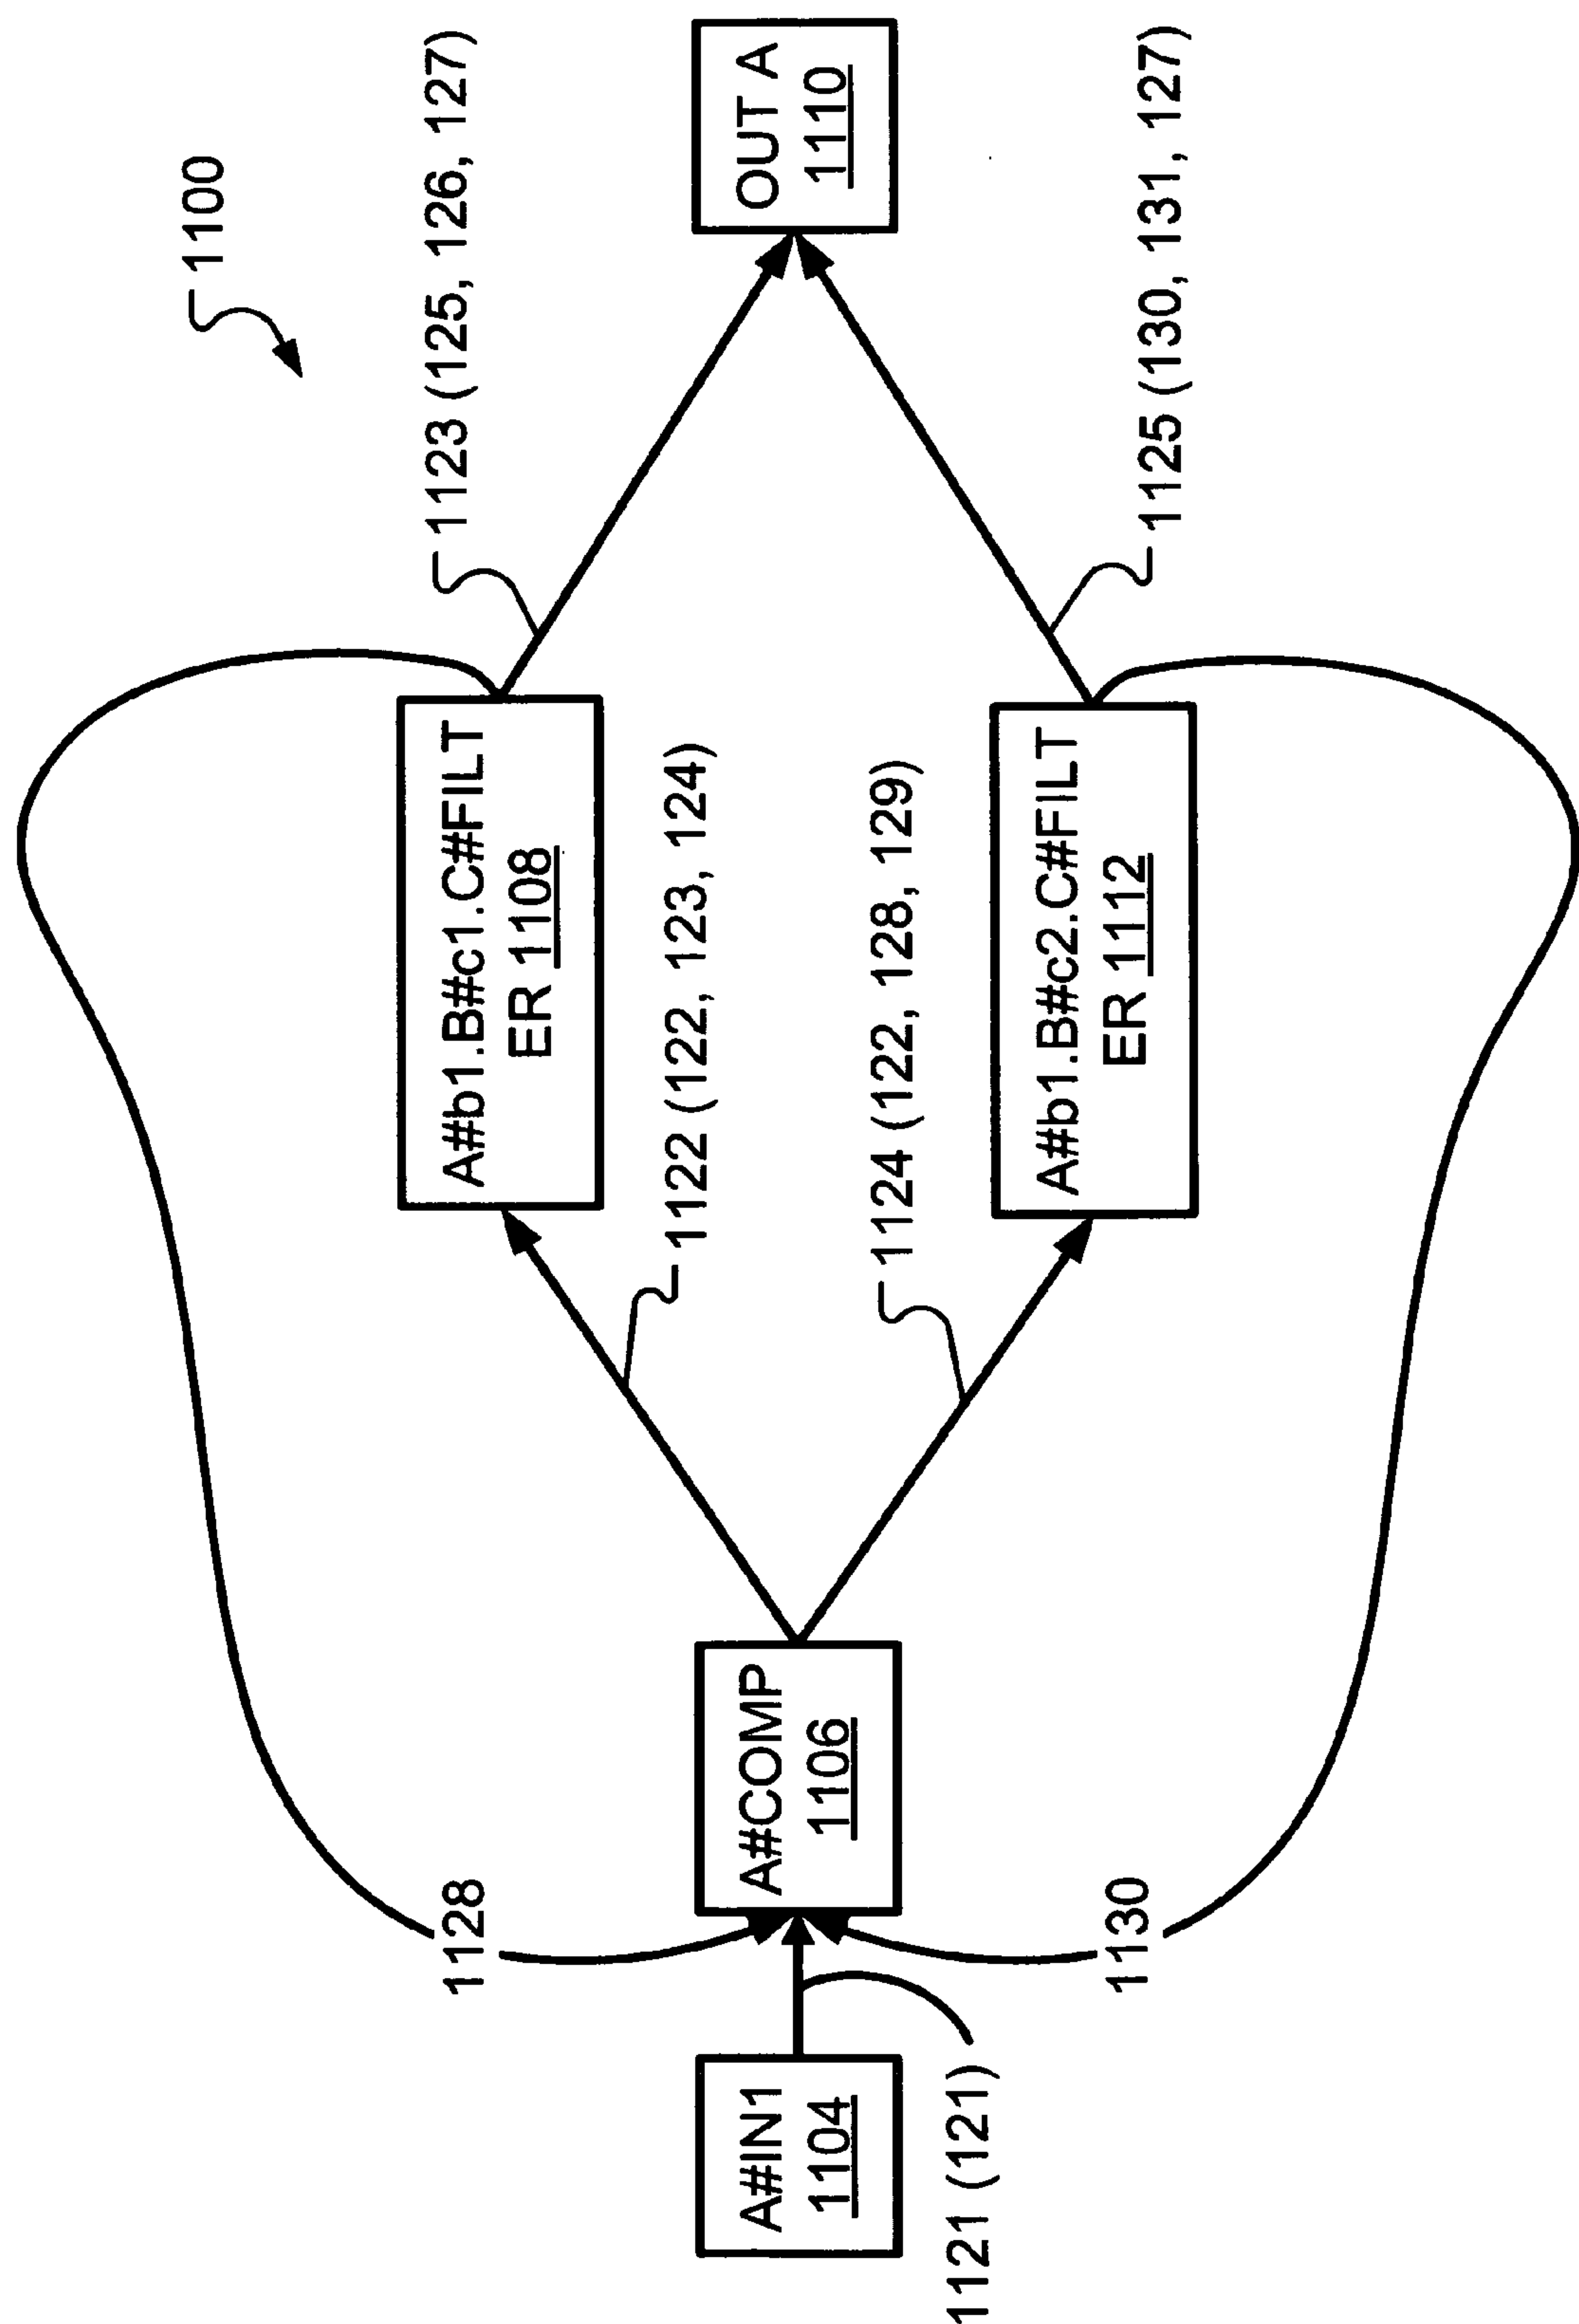 1100
1128
A#b1.B#c1.C#FILT
ER 1108
1123 (125, 126, 127)
1122 (122, 123, 124)
A#IN1
1104
A#COMP
1106
OUT A
1110
1121 (121)
1124 (122, 128, 129)
A#b1.B#c2.C#FILT
ER 1112
1125 (130, 131, 127)
1130